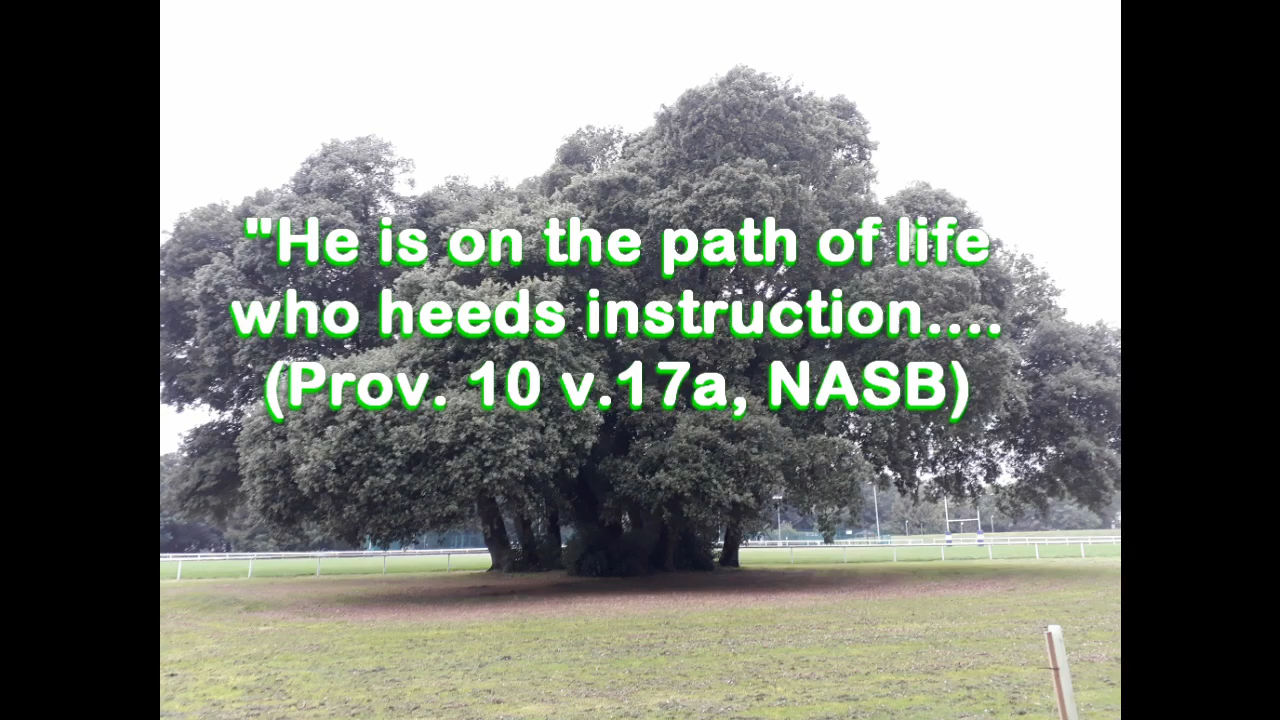 "He is on the path of life
who heeds instruction....
(Prov. 10 v.17a, NASB)